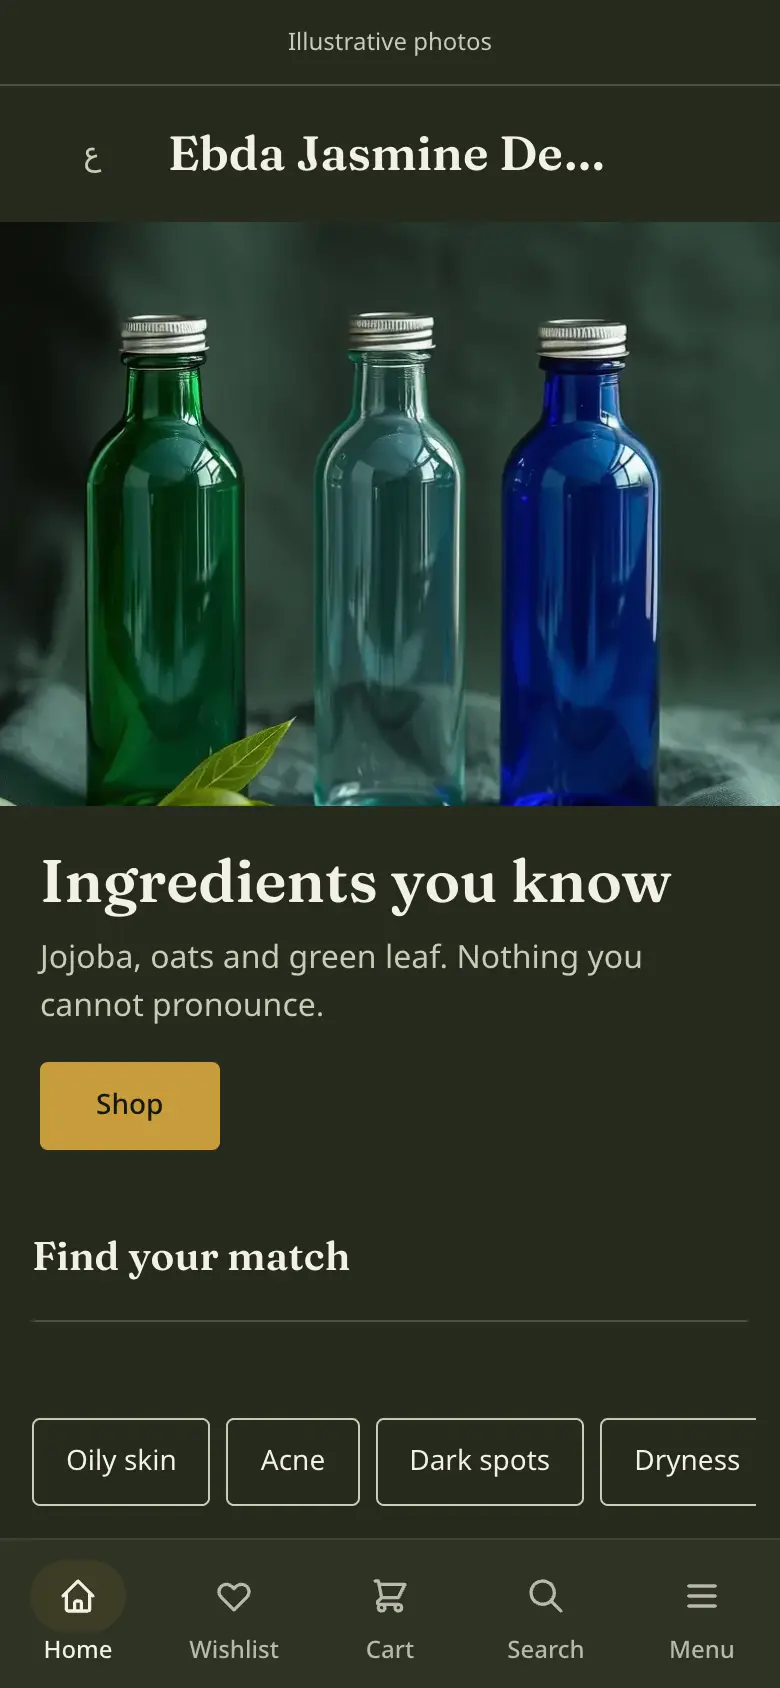 Illustrative photos
ع
Ebda Jasmine De...
Ingredients you know
Jojoba, oats and green leaf. Nothing you
cannot pronounce.
Shop
Find your match
Oily skin
Acne
Dark spots
Dryness
Home
Wishlist
Cart
Search
Menu